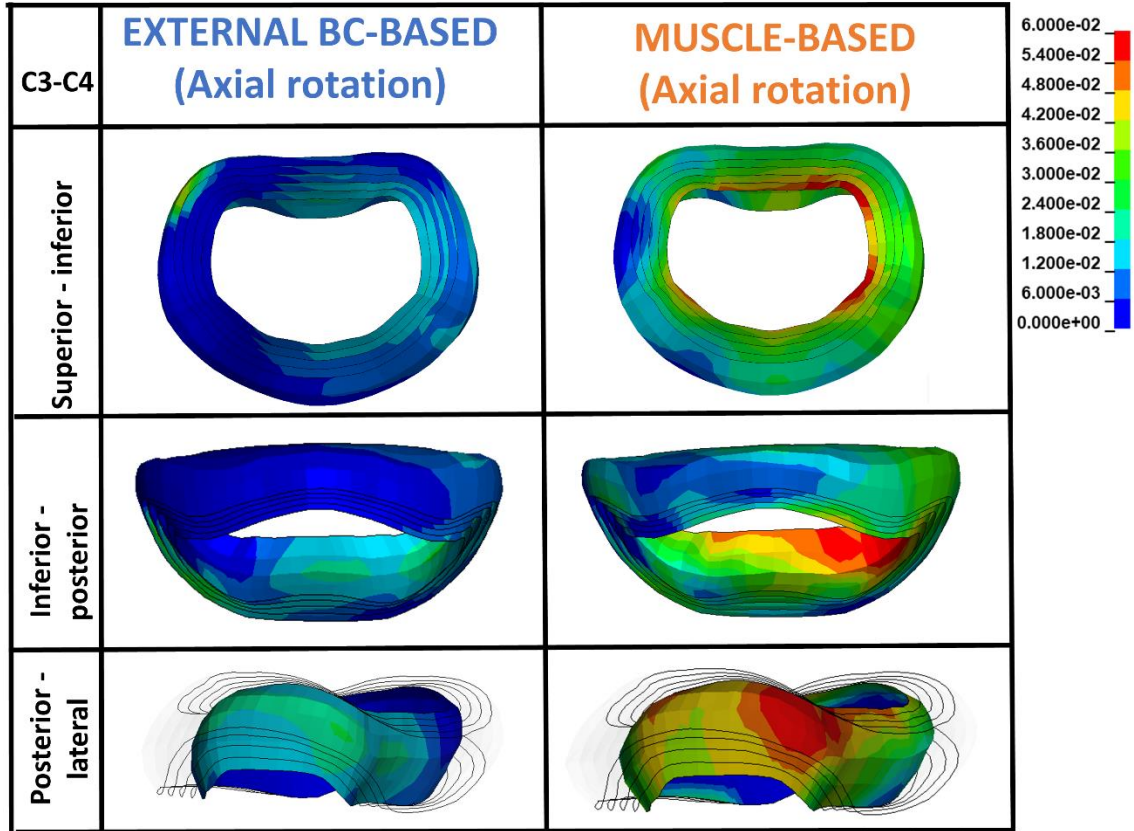 C3-C4
EXTERNAL BC-BASED
(Axial rotation)
MUSCLE-BASED
(Axial rotation)
Superior - inferior
Inferior -
posterior
Posterior -
lateral
6.000e-02
5.400e-02
4.800e-02
4.200e-02
3.600e-02
3.000e-02
2.400e-02
1.800e-02
1.200e-02
6.000e-03
0.000e+00